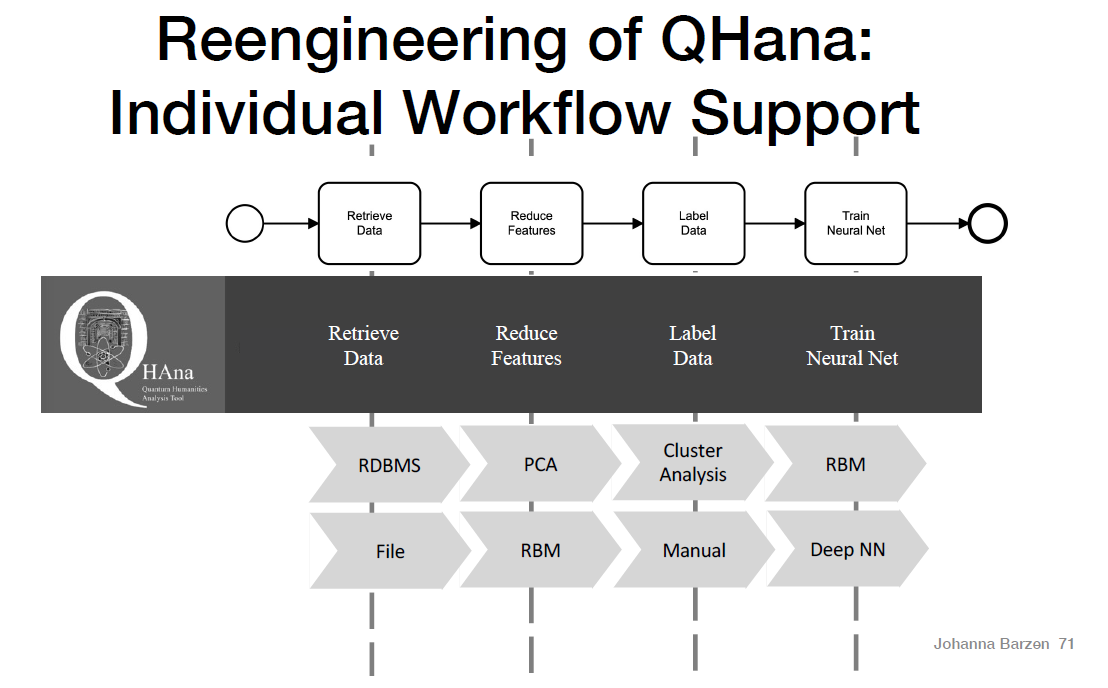 Reengineering of QHana:
Individual Workflow Support
Retrieve
Data
Reduce
Features
Label
Data
Train
Neural Net
QHAna
Quantum Humanities
Analysis Tool
Retrieve
Data
Reduce
Features
Label
Data
Train
Neural Net
RDBMS
PCA
Cluster
Analysis
RBM
File
RBM
Manual
Deep NN
Johanna Barzen 71